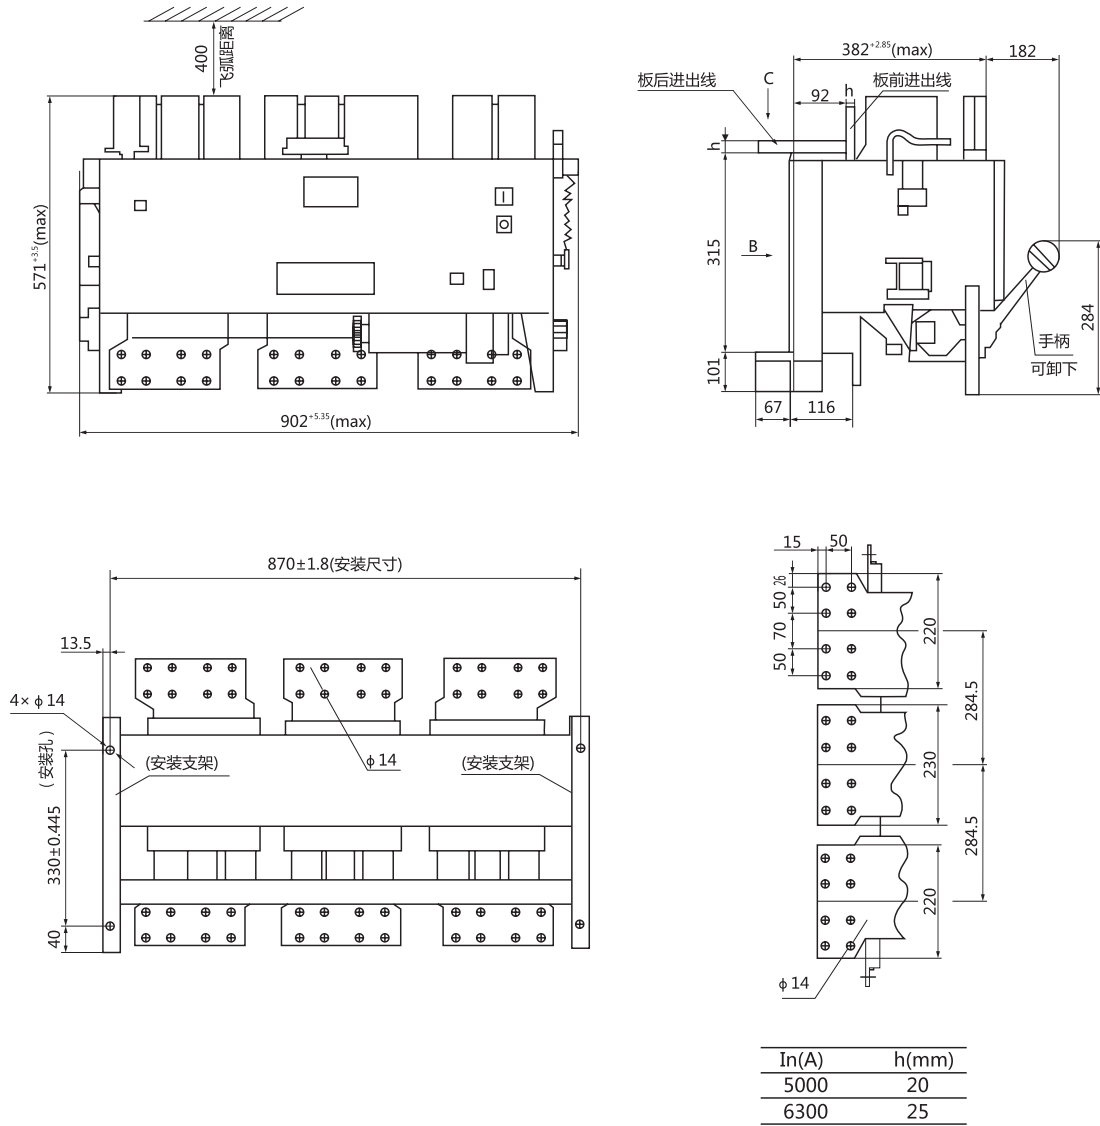 400
飞弧距离
571+3.5(max)
902+5.35(max)
382+2.85(max)
182
板后进出线
C
板前进出线
92
h
h
315
B
101
67
116
284
手柄
可卸下
870±1.8(安装尺寸)
13.5
4×ϕ14
(安装孔)
330±0.445
40
(安装支架)
ϕ14
(安装支架)
15
50
26
50
70
50
220
284.5
230
284.5
220
ϕ14
In(A) h(mm)
5000 20
6300 25